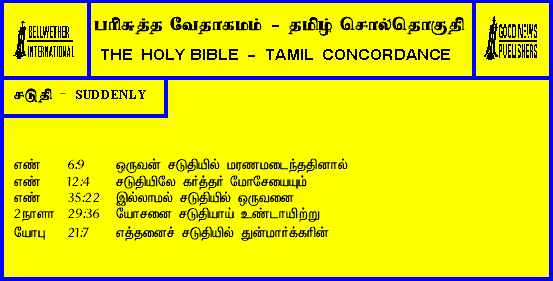 BELLWETHER
INTERNATIONAL
பரிசுத்த வேதாகமம் - தமிழ் சொல்தொகுதி
THE HOLY BIBLE - TAMIL CONCORDANCE
GOOD NEWS
PUBLISHERS
சடுதி - SUDDENLY
எண் 6:9 ஒருவன் சடுதியில் மரணமடைந்ததினால்
எண் 12:4 சடுதியிலே கர்த்தர் மோசேயையும்
எண் 35:22 இல்லாமல் சடுதியில் ஒருவனை
2நாளா 29:36 யோசனை சடுதியாய் உண்டாயிற்று
யோபு 21:7 எத்தனைச் சடுதியில் துன்மார்க்கரின்